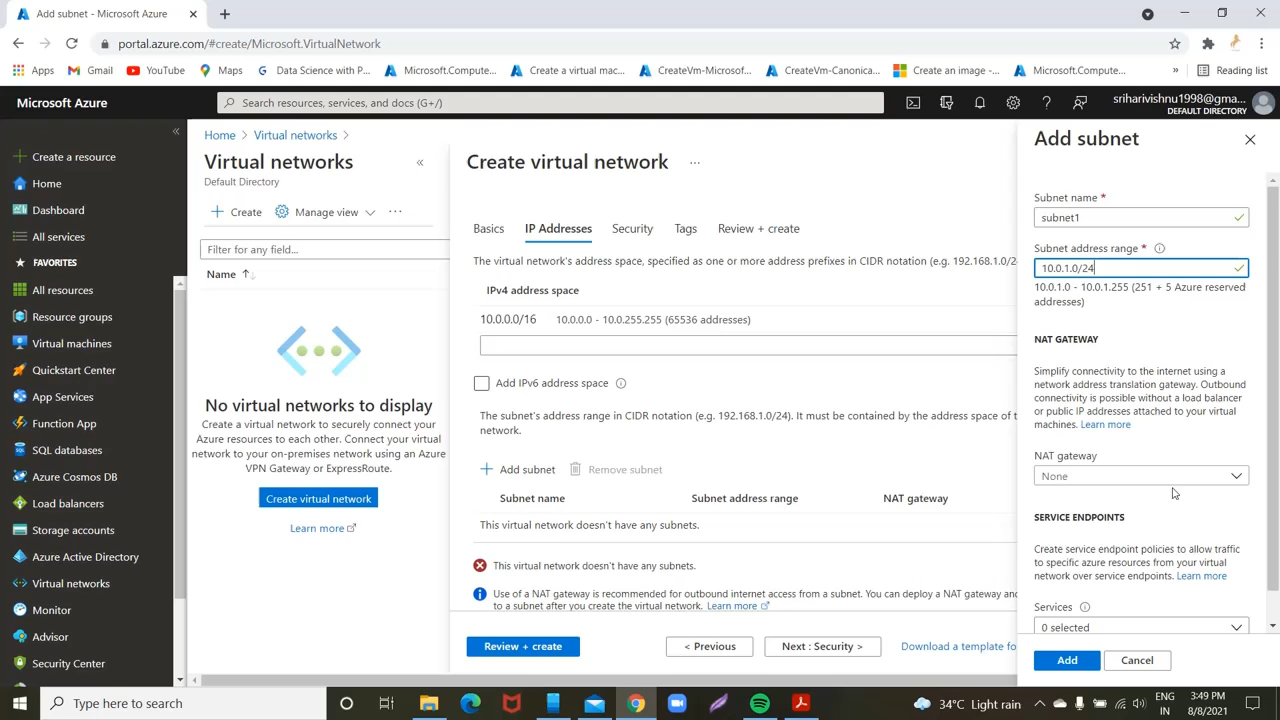 Add subnet - Microsoft Azure
portal.azure.com/#create/Microsoft.VirtualNetwork
Apps
Gmail
YouTube
Maps
Data Science with P...
Microsoft.Compute...
Create a virtual mac...
CreateVm-Microsof...
CreateVm-Canonica...
Create an image -...
Microsoft.Compute...
»
Reading list
Microsoft Azure
Search resources, services, and docs (G+/)
sriharivishnu1998@gma...
DEFAULT DIRECTORY
Create a resource
Home
Dashboard
All services
FAVORITES
All resources
Resource groups
Virtual machines
Quickstart Center
App Services
Function App
SQL databases
Azure Cosmos DB
Load balancers
Storage accounts
Azure Active Directory
Virtual networks
Monitor
Advisor
Security Center
Home > Virtual networks >
Virtual networks
Default Directory
Create
Manage view
...
Filter for any field...
Name
No virtual networks to display
Create a virtual network to securely connect your
Azure resources to each other. Connect your virtual
network to your on-premises network using an Azure
VPN Gateway or ExpressRoute.
Create virtual network
Learn more
Create virtual network ...
Basics
IP Addresses
Security
Tags
Review + create
The virtual network's address space, specified as one or more address prefixes in CIDR notation (e.g. 192.168.1.0/24
IPv4 address space
10.0.0.0/16 10.0.0.0 - 10.0.255.255 (65536 addresses)
Add IPv6 address space
The subnet's address range in CIDR notation (e.g. 192.168.1.0/24). It must be contained by the address space of t
network.
Add subnet
Remove subnet
Subnet name
Subnet address range
NAT gateway
This virtual network doesn't have any subnets.
This virtual network doesn't have any subnets.
Use of a NAT gateway is recommended for outbound internet access from a subnet. You can deploy a NAT gateway and
to a subnet after you create the virtual network. Learn more
Review + create
< Previous
Next : Security >
Download a template fo
Add subnet
Subnet name *
subnet1
Subnet address range *
10.0.1.0/24
10.0.1.0 - 10.0.1.255 (251 + 5 Azure reserved
addresses)
NAT GATEWAY
Simplify connectivity to the internet using a
network address translation gateway. Outbound
connectivity is possible without a load balancer
or public IP addresses attached to your virtual
machines. Learn more
NAT gateway
None
SERVICE ENDPOINTS
Create service endpoint policies to allow traffic
to specific azure resources from your virtual
network over service endpoints. Learn more
Services
0 selected
Add
Cancel
Type here to search
34°C Light rain
ENG
IN
3:49 PM
8/8/2021